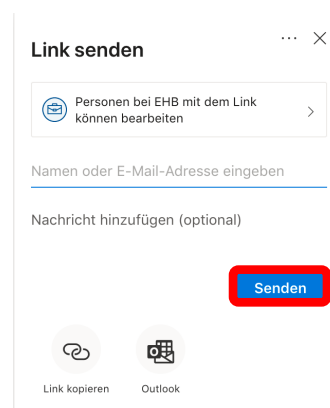 Link senden
Personen bei EHB mit dem Link
können bearbeiten
Namen oder E-Mail-Adresse eingeben
Nachricht hinzufügen (optional)
Senden
Link kopieren
Outlook